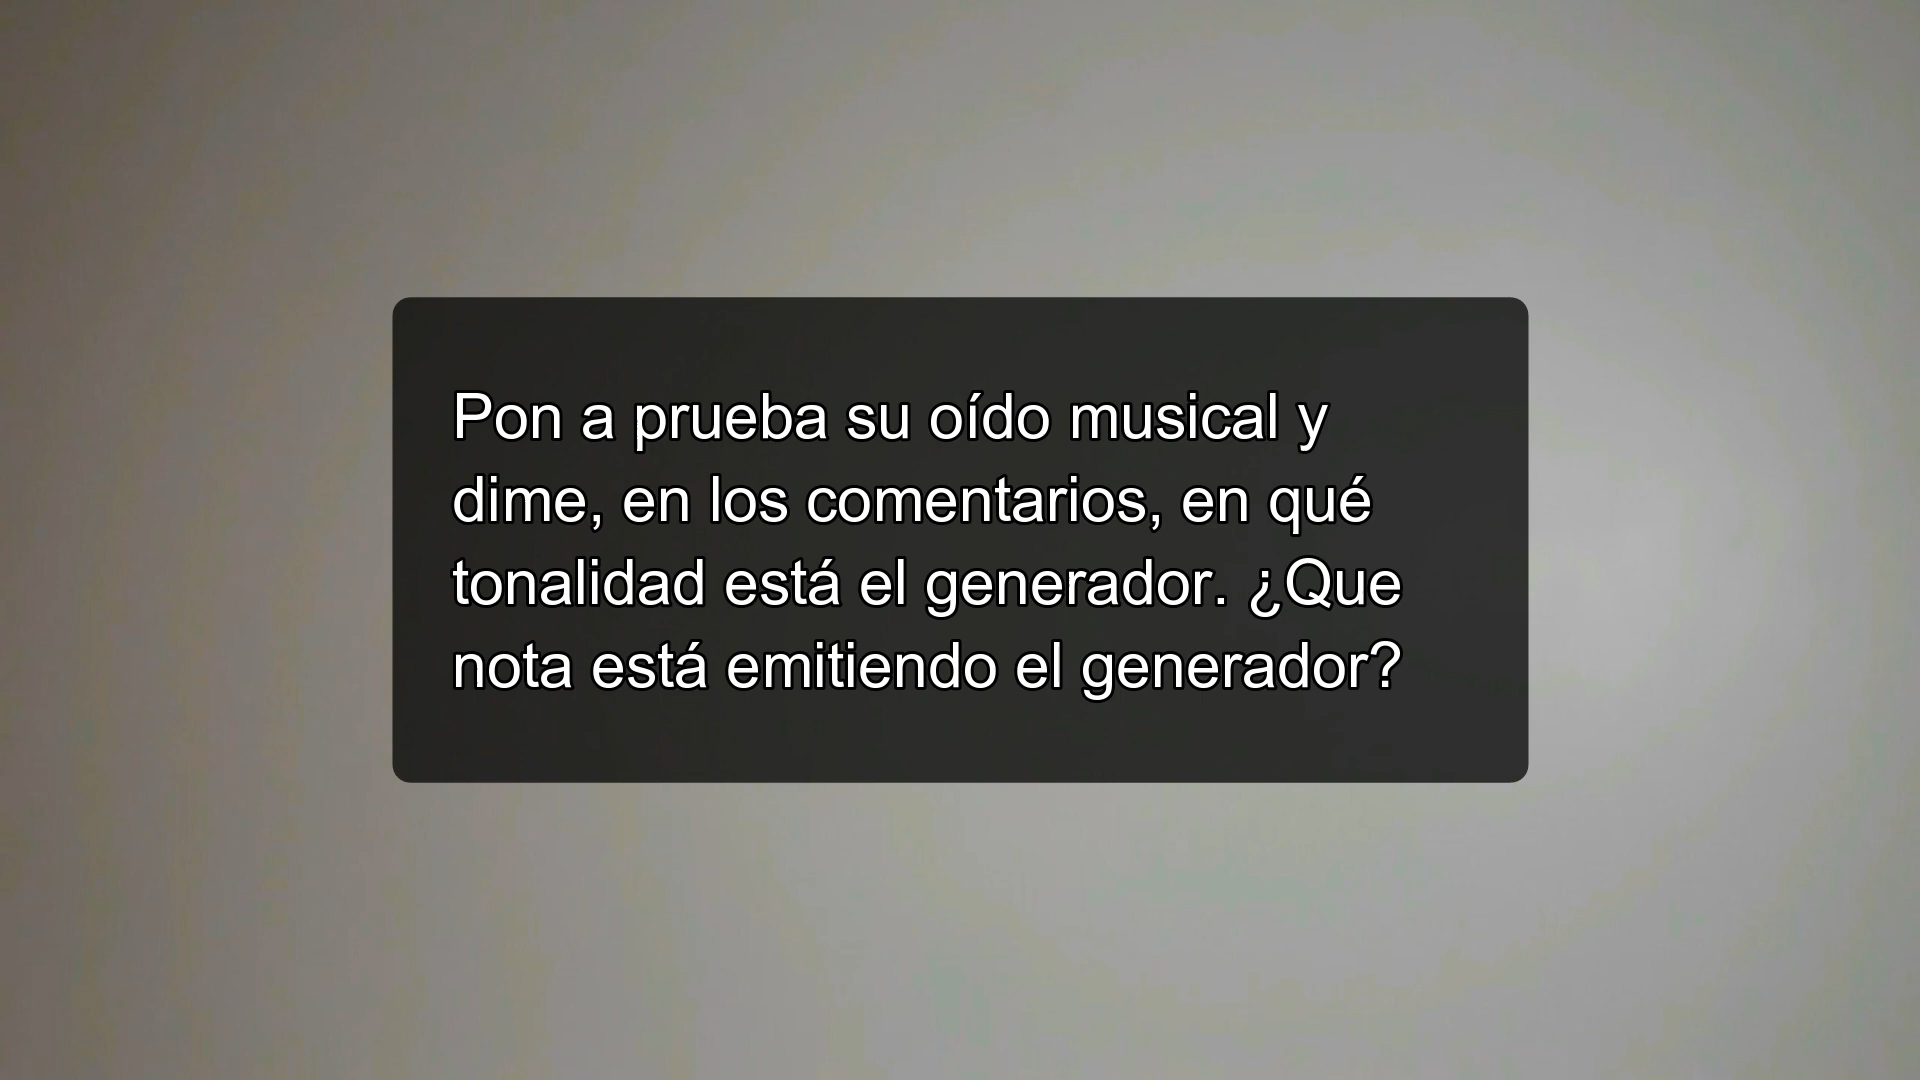 Pon a prueba su oído musical y
dime, en los comentarios, en qué
tonalidad está el generador. ¿Que
nota está emitiendo el generador?